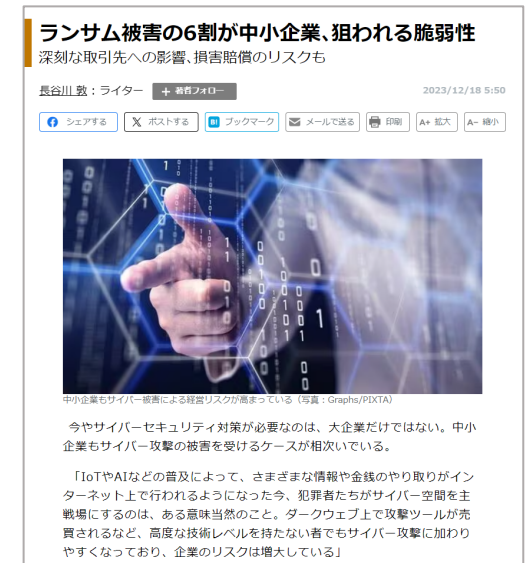 ランサム被害の6割が中小企業、狙われる脆弱性
深刻な取引先への影響、損害賠償のリスクも
長谷川 敦：ライター ＋ 著者フォロー 2023/12/18 5:50
シェアする X ポストする B! ブックマーク メールで送る 印刷 A+ 拡大 A- 縮小
中小企業もサイバー被害による経営リスクが高まっている（写真：Graphs/PIXTA）
今やサイバーセキュリティ対策が必要なのは、大企業だけではない。中小
企業もサイバー攻撃の被害を受けるケースが相次いでいる。
「IoTやAIなどの普及によって、さまざまな情報や金銭のやり取りがイン
ターネット上で行われるようになった今、犯罪者たちがサイバー空間を主
戦場にするのは、ある意味当然のこと。ダークウェブ上で攻撃ツールが売
買されるなど、高度な技術レベルを持たない者でもサイバー攻撃に加わり
やすくなっており、企業のリスクは増大している」